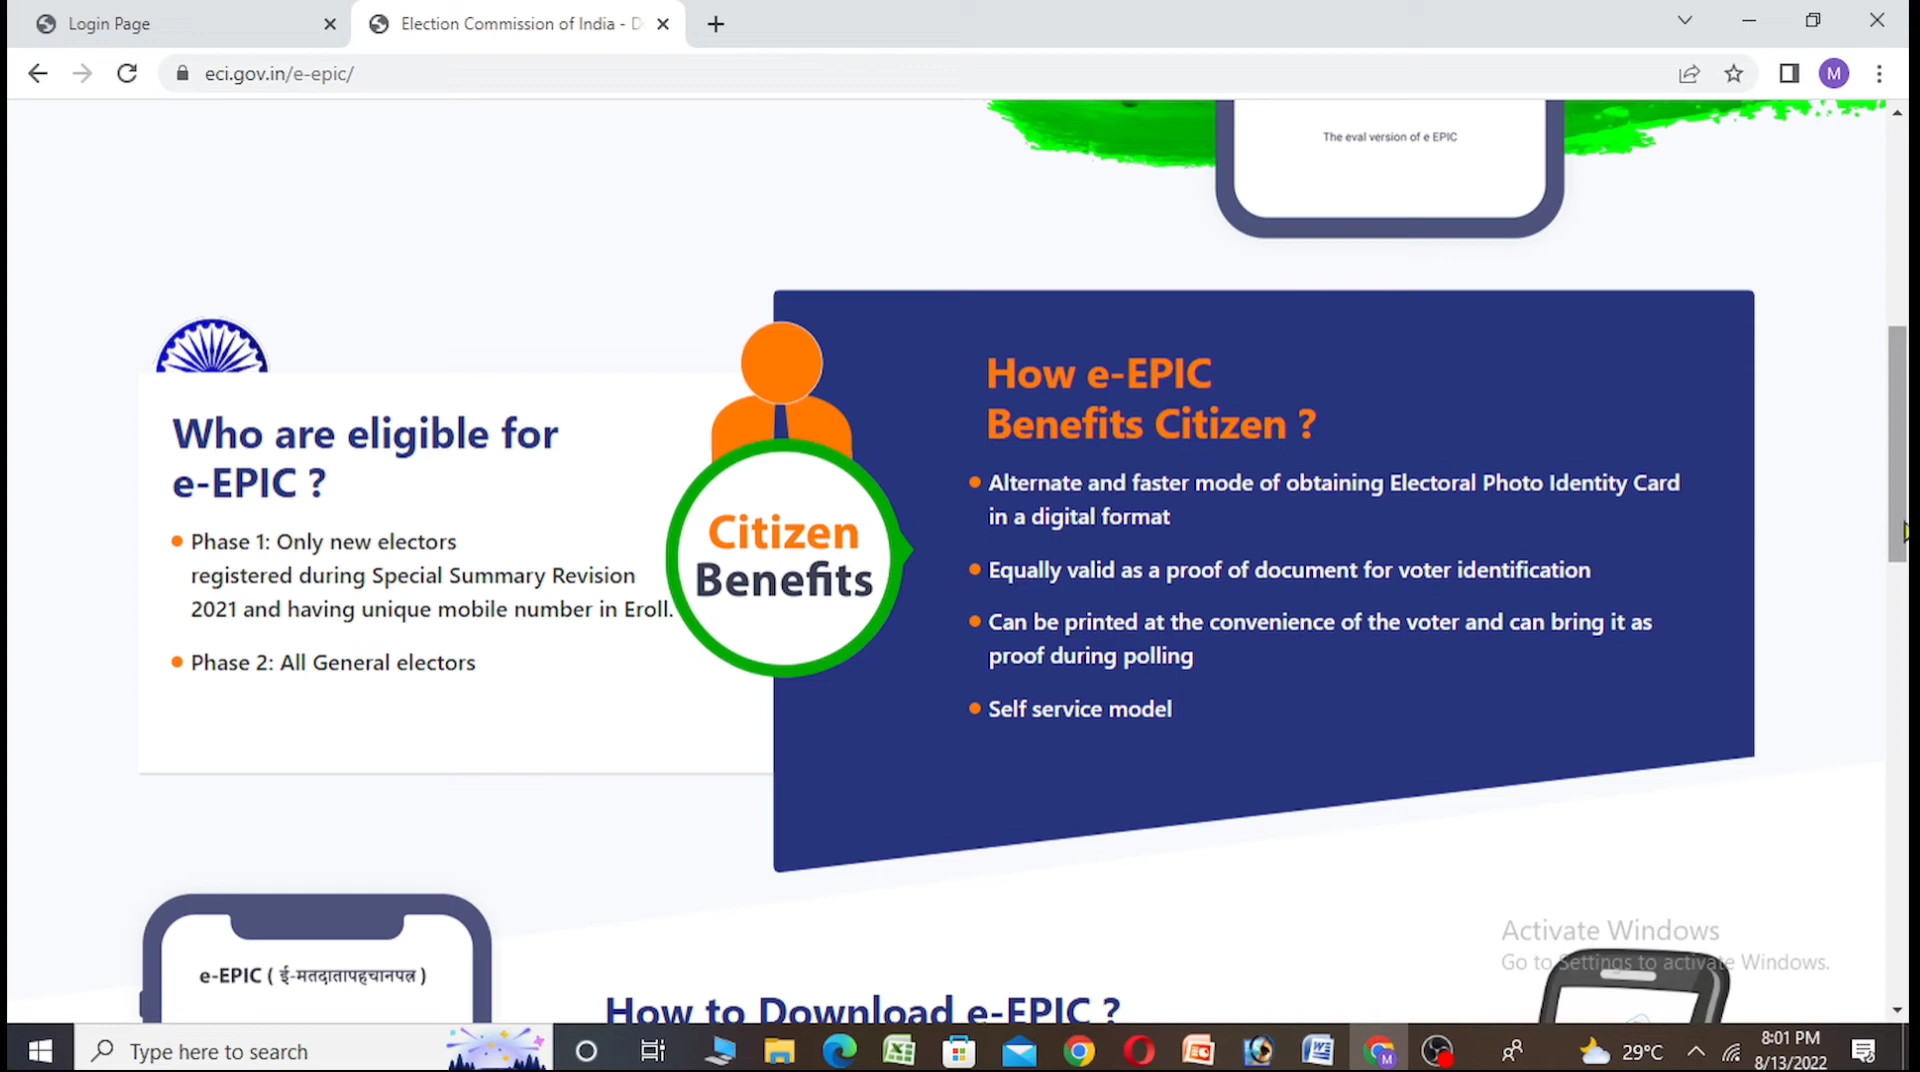 Login Page
Election Commission of India - D
eci.gov.in/e-epic/
M
The eval version of e EPIC
Who are eligible for
e-EPIC ?
Phase 1: Only new electors
registered during Special Summary Revision
2021 and having unique mobile number in Eroll.
Phase 2: All General electors
Citizen
Benefits
How e-EPIC
Benefits Citizen ?
Alternate and faster mode of obtaining Electoral Photo Identity Card
in a digital format
Equally valid as a proof of document for voter identification
Can be printed at the convenience of the voter and can bring it as
proof during polling
Self service model
Activate Windows
Go to Settings to activate Windows.
e-EPIC ( ई-मतदातापहचानपत्र )
How to Download e-EPIC ?
Type here to search
M
29°C
8:01 PM
8/13/2022